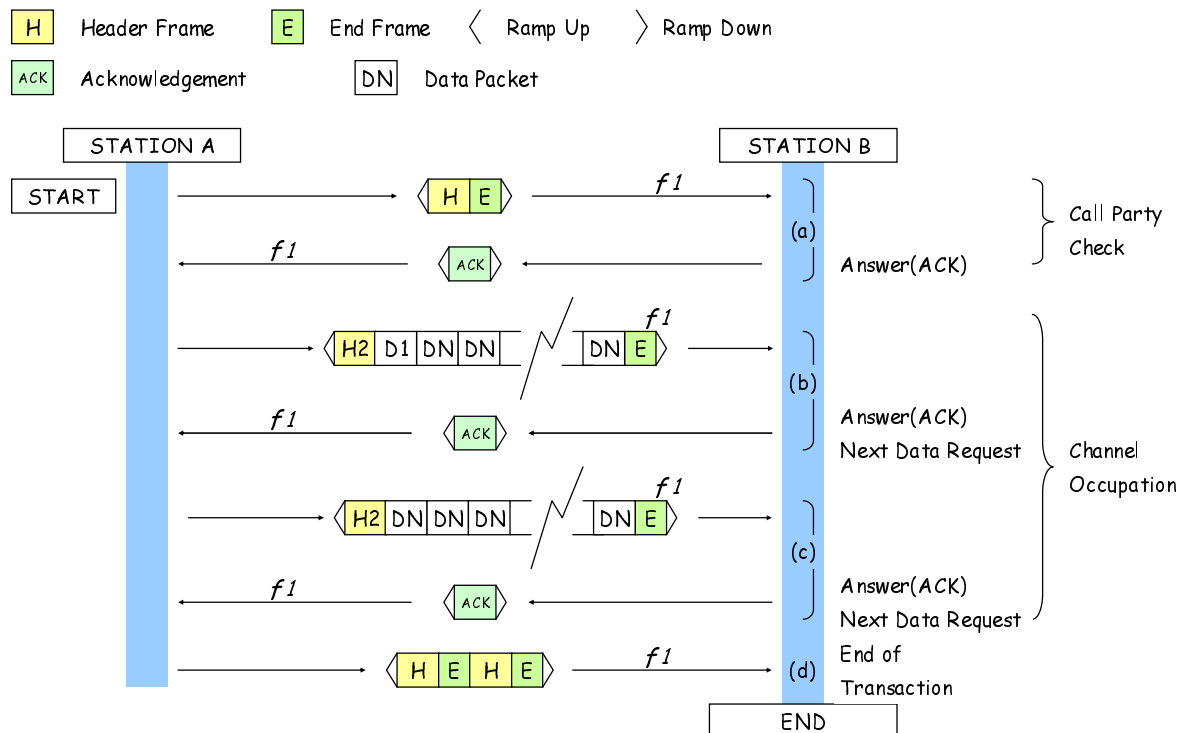 H Header Frame E End Frame Ramp Up Ramp Down
ACK Acknowledgement DN Data Packet
STATION A STATION B
START
H E f1
(a)
Call Party
Check
f1 ACK Answer(ACK)
f1
H2 D1 DN DN DN E
(b)
f1 ACK Answer(ACK)
Next Data Request
Channel
Occupation
f1
H2 DN DN DN DN E
(c)
f1 ACK Answer(ACK)
Next Data Request
H E H E f1 (d) End of
Transaction
END